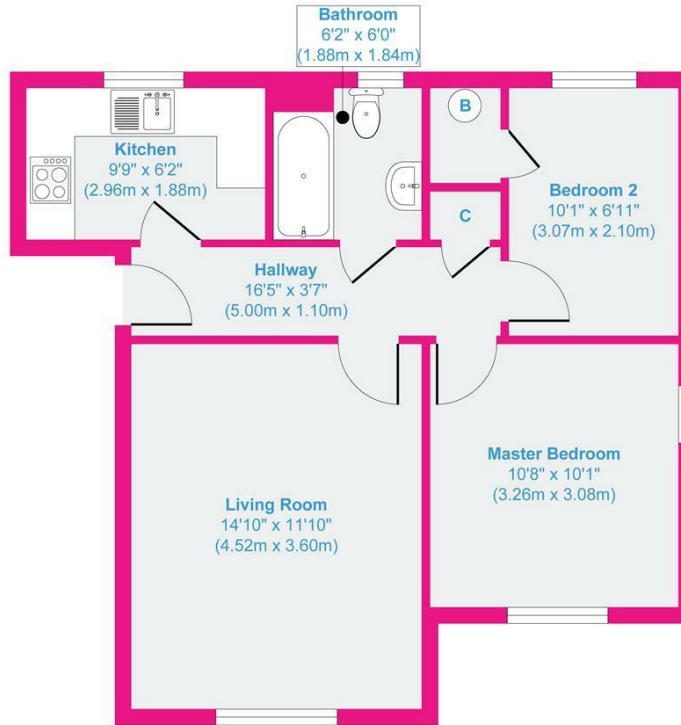 Bathroom
6'2" x 6'0"
(1.88m x 1.84m)
Kitchen
9'9" x 6'2"
(2.96m x 1.88m)
B
C
Bedroom 2
10'1" x 6'11"
(3.07m x 2.10m)
Hallway
16'5" x 3'7"
(5.00m x 1.10m)
Living Room
14'10" x 11'10"
(4.52m x 3.60m)
Master Bedroom
10'8" x 10'1"
(3.26m x 3.08m)